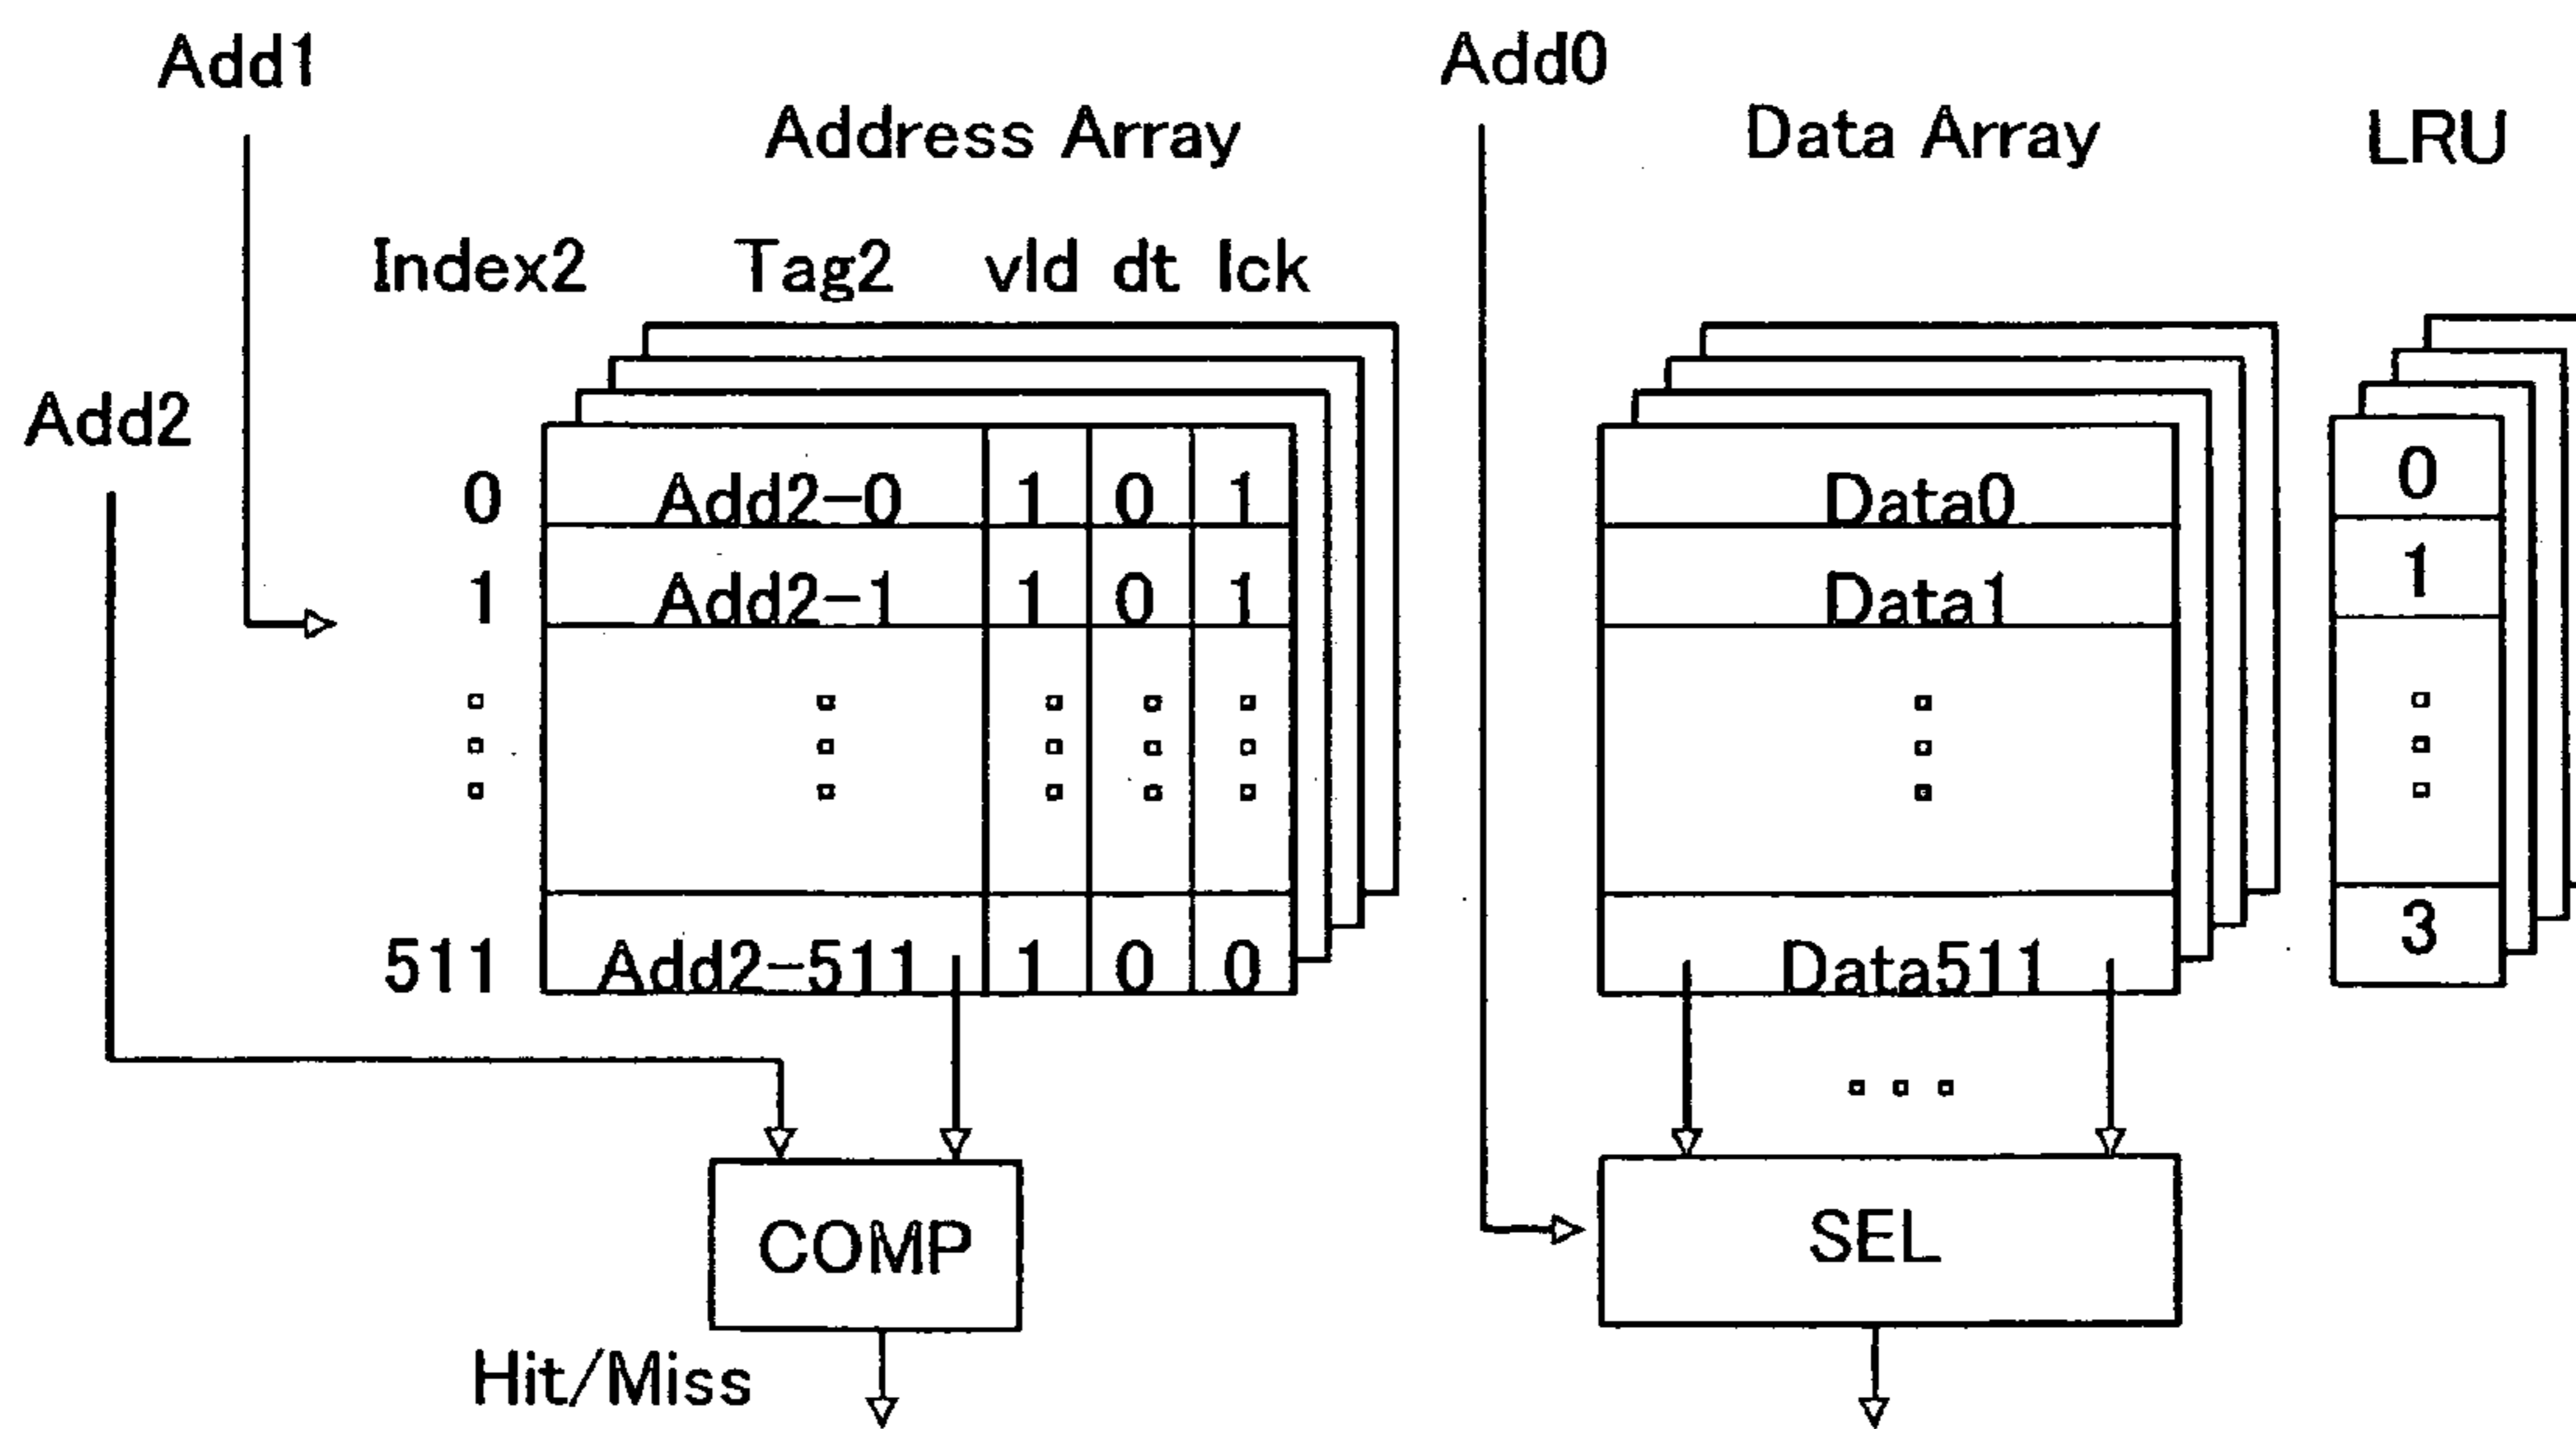 Add1 Add0
Address Array Data Array LRU
Index2 Tag2 vld dt lck
Add2
0 Add2-0 1 0 1 Data0 0
1 Add2-1 1 0 1 Data1 1
511 Add2-511 1 0 0 Data511 3
COMP SEL
Hit/Miss